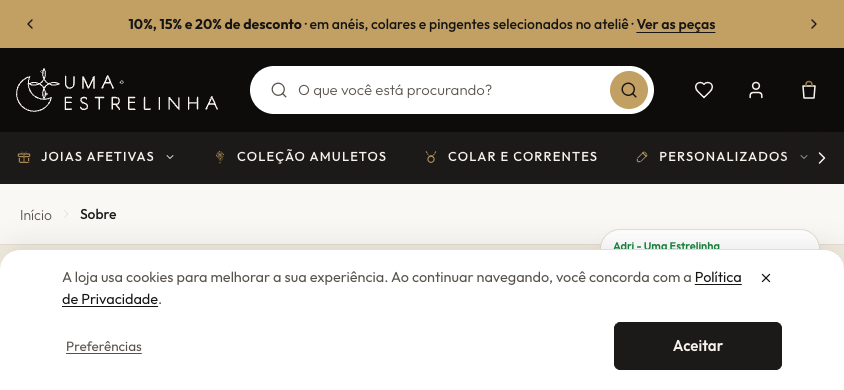 10%, 15% e 20% de desconto · em anéis, colares e pingentes selecionados no ateliê · Ver as peças
UMA
ESTRELINHA
O que você está procurando?
JOIAS AFETIVAS
COLEÇÃO AMULETOS
COLAR E CORRENTES
PERSONALIZADOS
Início
Sobre
Adri - Uma Estrelinha
A loja usa cookies para melhorar a sua experiência. Ao continuar navegando, você concorda com a Política
de Privacidade.
Preferências
Aceitar